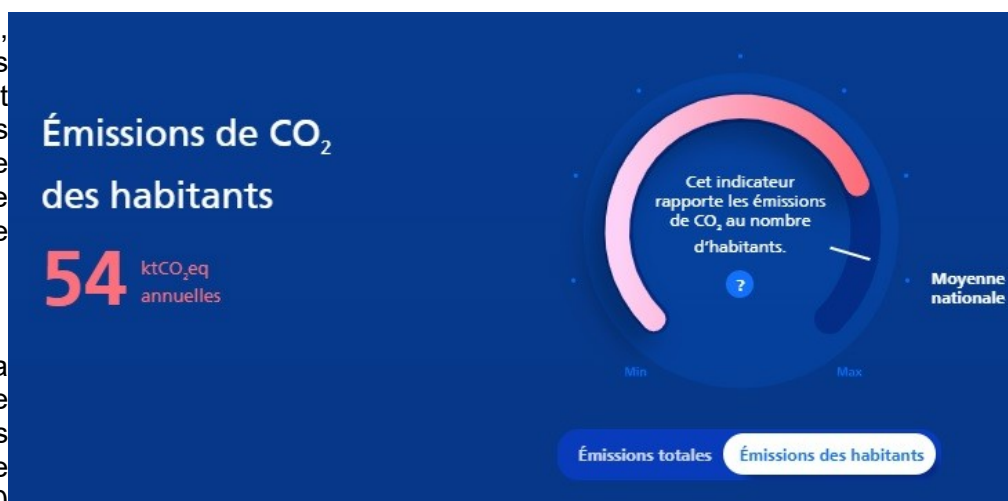 Émissions de CO₂
des habitants
54 ktCO₂eq
annuelles
Cet indicateur
rapporte les émissions
de CO₂ au nombre
d'habitants.
?
Moyenne
nationale
Min
Max
Émissions totales
Émissions des habitants